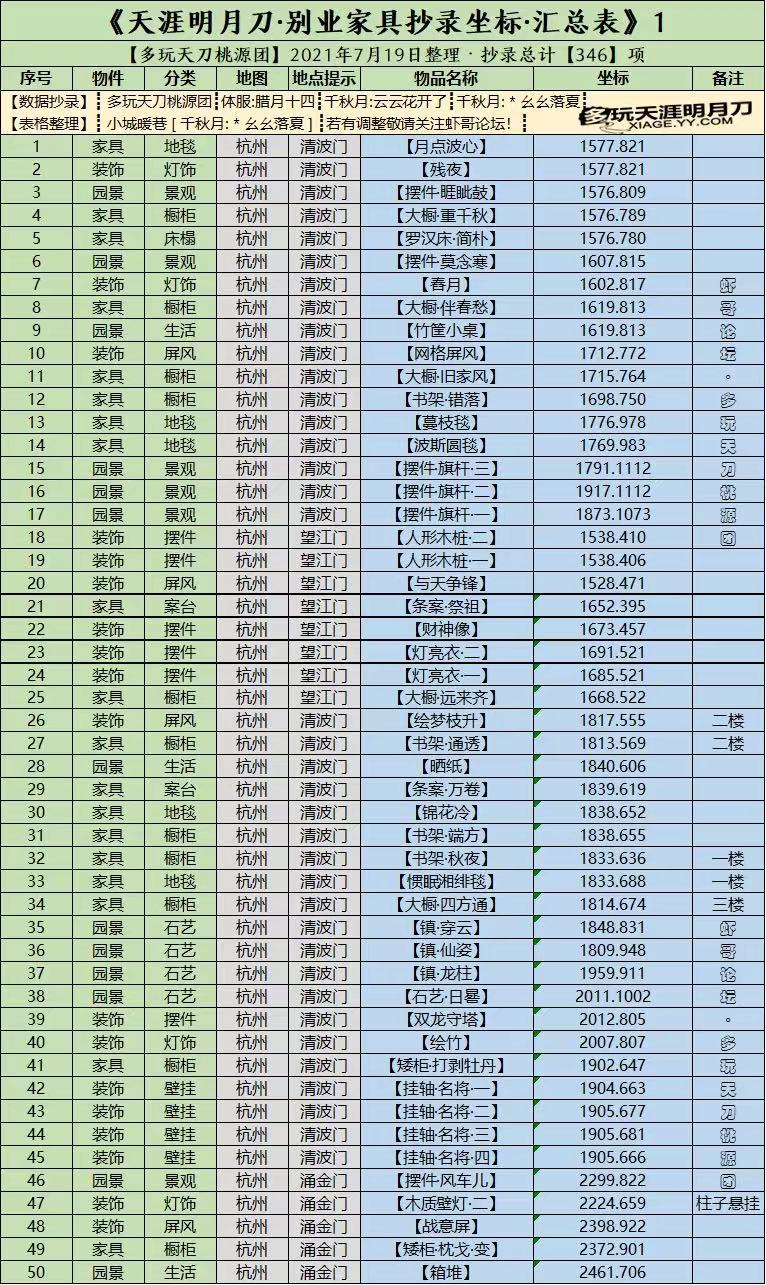 《天涯明月刀·别业家具抄录坐标·汇总表》1
【多玩天刀桃源团】2021年7月19日整理·抄录总计【346】项
序号 物件 分类 地图 地点提示 物品名称 坐标 备注
【数据抄录】┆多玩天刀桃源团┆体服:腊月十四┆千秋月:云云花开了┆千秋月:*幺幺落夏┆
【表格整理】┆小城暖巷[千秋月:*幺幺落夏]┆若有调整敬请关注虾哥论坛!┆
多玩天涯明月刀
XIAGE.YY.COM
1 家具 地毯 杭州 清波门 【月点波心】 1577.821
2 装饰 灯饰 杭州 清波门 【残夜】 1577.821
3 园景 景观 杭州 清波门 【摆件·睚眦鼓】 1576.809
4 家具 橱柜 杭州 清波门 【大橱·重千秋】 1576.789
5 家具 床榻 杭州 清波门 【罗汉床·简朴】 1576.780
6 园景 景观 杭州 清波门 【摆件·莫念寒】 1607.815
7 装饰 灯饰 杭州 清波门 【春月】 1602.817 虾
8 家具 橱柜 杭州 清波门 【大橱·伴春愁】 1619.813 哥
9 园景 生活 杭州 清波门 【竹筐小桌】 1619.813 论
10 装饰 屏风 杭州 清波门 【网格屏风】 1712.772 坛
11 家具 橱柜 杭州 清波门 【大橱·旧家风】 1715.764 ·
12 家具 橱柜 杭州 清波门 【书架·错落】 1698.750 多
13 家具 地毯 杭州 清波门 【蔓枝毯】 1776.978 玩
14 家具 地毯 杭州 清波门 【波斯圆毯】 1769.983 天
15 园景 景观 杭州 清波门 【摆件·旗杆·三】 1791.1112 刀
16 园景 景观 杭州 清波门 【摆件·旗杆·二】 1917.1112 桃
17 园景 景观 杭州 清波门 【摆件·旗杆·一】 1873.1073 源
18 装饰 摆件 杭州 望江门 【人形木桩·二】 1538.410 团
19 装饰 摆件 杭州 望江门 【人形木桩·一】 1538.406
20 装饰 屏风 杭州 望江门 【与天争锋】 1528.471
21 家具 案台 杭州 望江门 【条案·祭祖】 1652.395
22 装饰 摆件 杭州 望江门 【财神像】 1673.457
23 装饰 摆件 杭州 望江门 【灯亮衣·二】 1691.521
24 装饰 摆件 杭州 望江门 【灯亮衣·一】 1685.521
25 家具 橱柜 杭州 望江门 【大橱·远来齐】 1668.522
26 装饰 屏风 杭州 清波门 【绘梦枝升】 1817.555 二楼
27 家具 橱柜 杭州 清波门 【书架·通透】 1813.569 二楼
28 园景 生活 杭州 清波门 【晒纸】 1840.606
29 家具 案台 杭州 清波门 【条案·万卷】 1839.619
30 家具 地毯 杭州 清波门 【锦花冷】 1838.652
31 家具 橱柜 杭州 清波门 【书架·端方】 1838.655
32 家具 橱柜 杭州 清波门 【书架·秋夜】 1833.636 一楼
33 家具 地毯 杭州 清波门 【惯眠湘绯毯】 1833.688 一楼
34 家具 橱柜 杭州 清波门 【大橱·四方通】 1814.674 三楼
35 园景 石艺 杭州 清波门 【镇·穿云】 1848.831 虾
36 园景 石艺 杭州 清波门 【镇·仙姿】 1809.948 哥
37 园景 石艺 杭州 清波门 【镇·龙柱】 1959.911 论
38 园景 石艺 杭州 清波门 【石艺·日晷】 2011.1002 坛
39 装饰 摆件 杭州 清波门 【双龙守塔】 2012.805 ·
40 装饰 灯饰 杭州 清波门 【绘竹】 2007.807 多
41 家具 橱柜 杭州 清波门 【矮柜·打剥牡丹】 1902.647 玩
42 装饰 壁挂 杭州 清波门 【挂轴·名将·一】 1904.663 天
43 装饰 壁挂 杭州 清波门 【挂轴·名将·二】 1905.677 刀
44 装饰 壁挂 杭州 清波门 【挂轴·名将·三】 1905.681 桃
45 装饰 壁挂 杭州 清波门 【挂轴·名将·四】 1905.666 源
46 园景 景观 杭州 涌金门 【摆件·风车儿】 2299.822 团
47 装饰 灯饰 杭州 涌金门 【木质壁灯·二】 2224.659 柱子悬挂
48 装饰 屏风 杭州 涌金门 【战意屏】 2398.922
49 家具 橱柜 杭州 涌金门 【矮柜·枕戈·变】 2372.901
50 园景 生活 杭州 涌金门 【箱堆】 2461.706